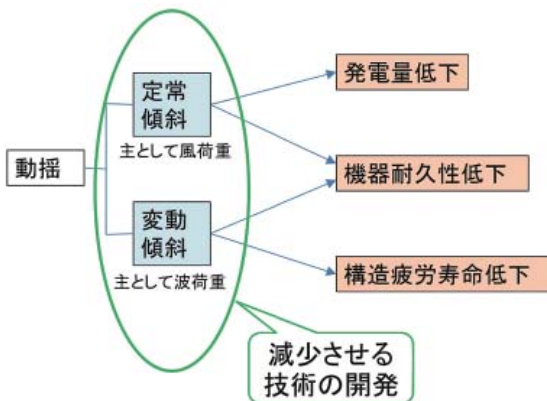 動揺
定常
傾斜
主として風荷重
変動
傾斜
主として波荷重
発電量低下
機器耐久性低下
構造疲労寿命低下
減少させる
技術の開発